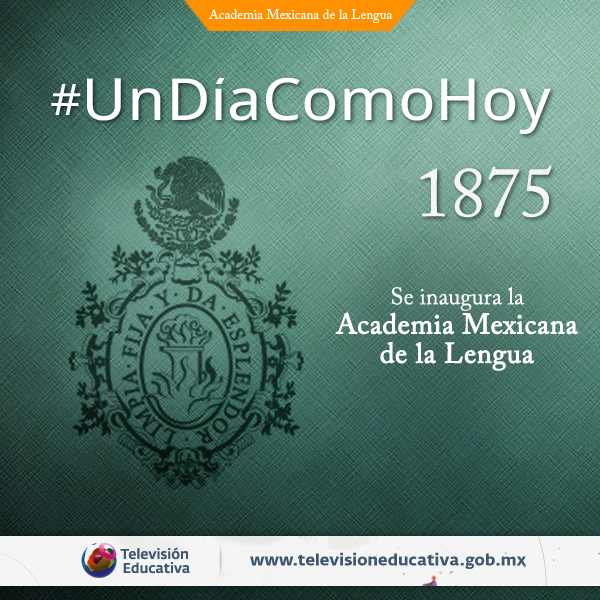 Academia Mexicana de la Lengua
#UnDíaComoHoy
1875
Se inaugura la
Academia Mexicana
de la Lengua
LIMPIA· FIJA· Y· DA· ESPLENDOR·
Televisión
Educativa
www.televisioneducativa.gob.mx